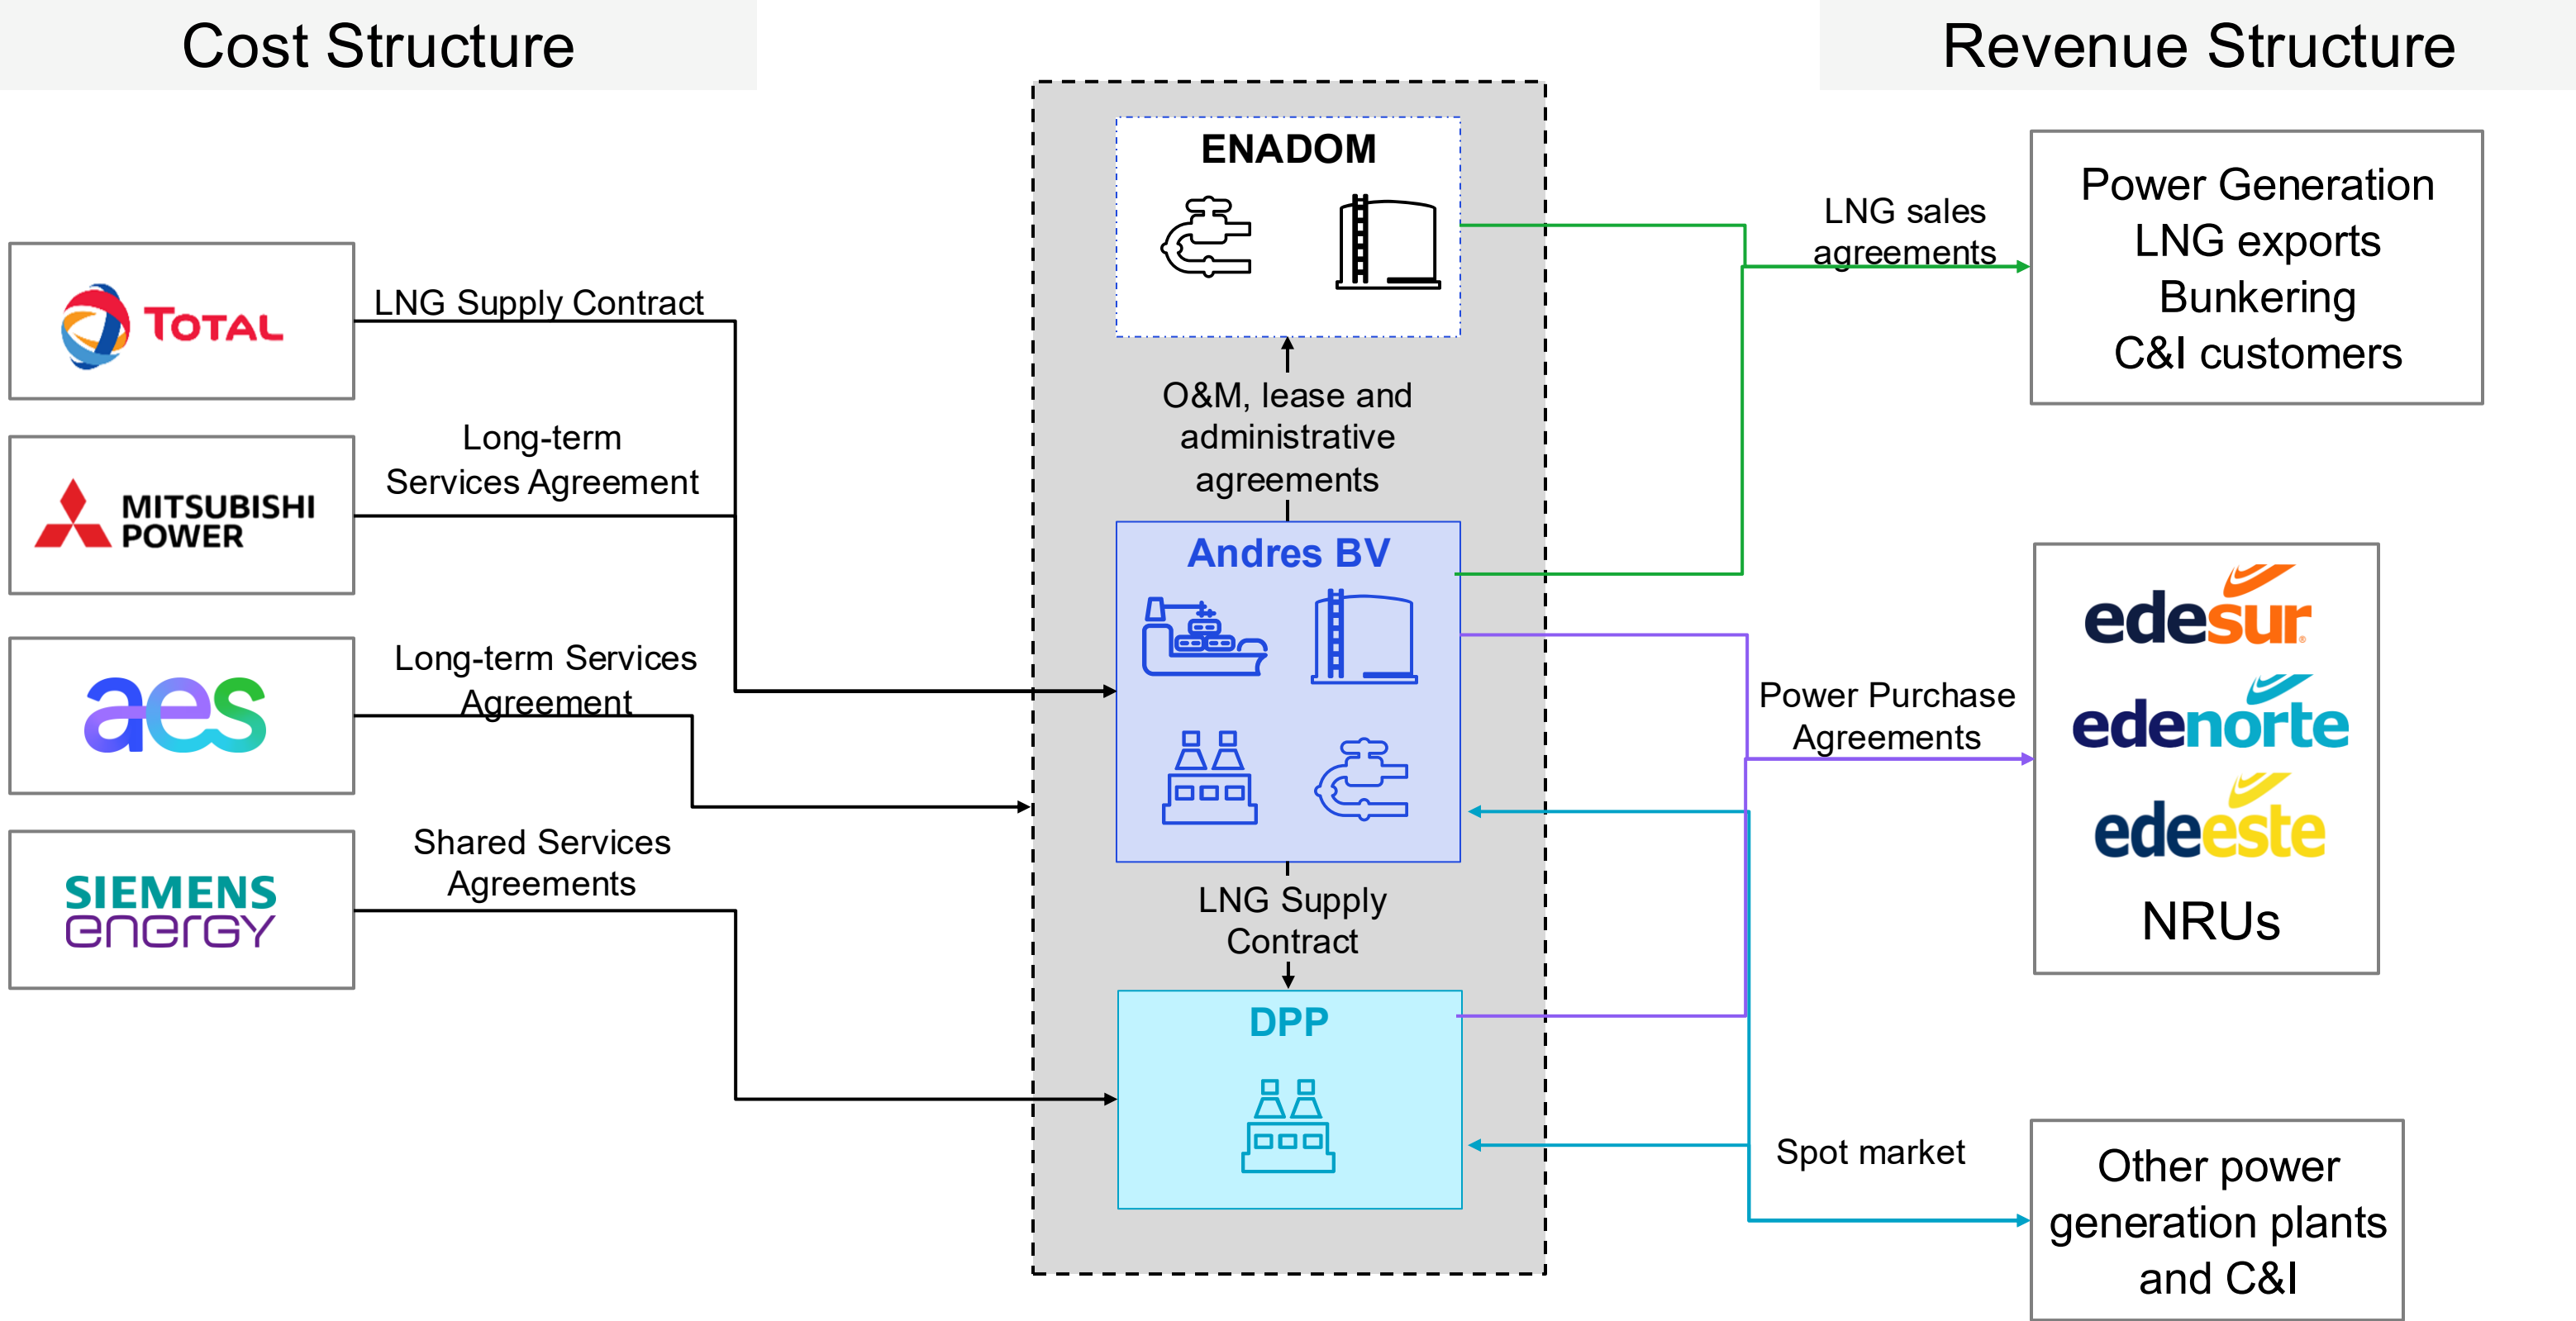 Cost Structure
Revenue Structure
TOTAL
LNG Supply Contract
MITSUBISHI
POWER
Long-term
Services Agreement
aes
Long-term Services
Agreement
SIEMENS
energy
Shared Services
Agreements
ENADOM
O&M, lease and
administrative
agreements
Andres BV
LNG Supply
Contract
DPP
LNG sales
agreements
Power Generation
LNG exports
Bunkering
C&I customers
Power Purchase
Agreements
edesur®
edenorte
edeeste
NRUs
Spot market
Other power
generation plants
and C&I